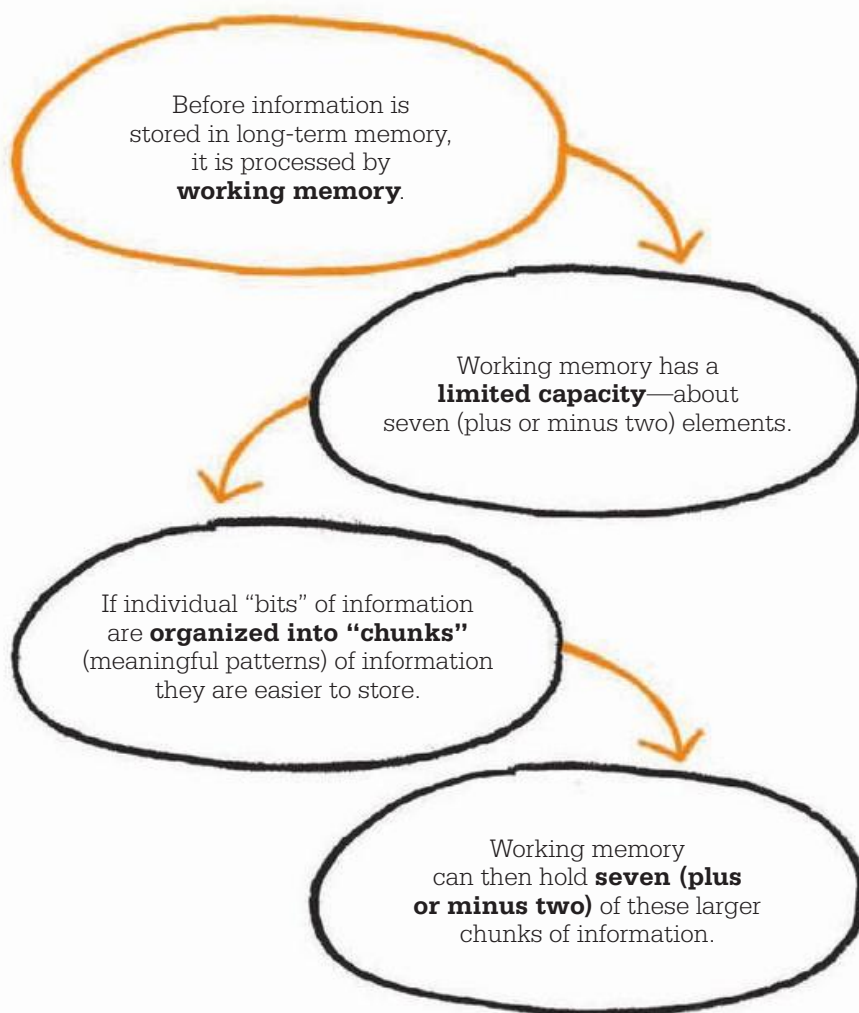 Before information is
stored in long-term memory,
it is processed by
working memory.
Working memory has a
limited capacity—about
seven (plus or minus two) elements.
If individual “bits” of information
are organized into “chunks”
(meaningful patterns) of information
they are easier to store.
Working memory
can then hold seven (plus
or minus two) of these larger
chunks of information.